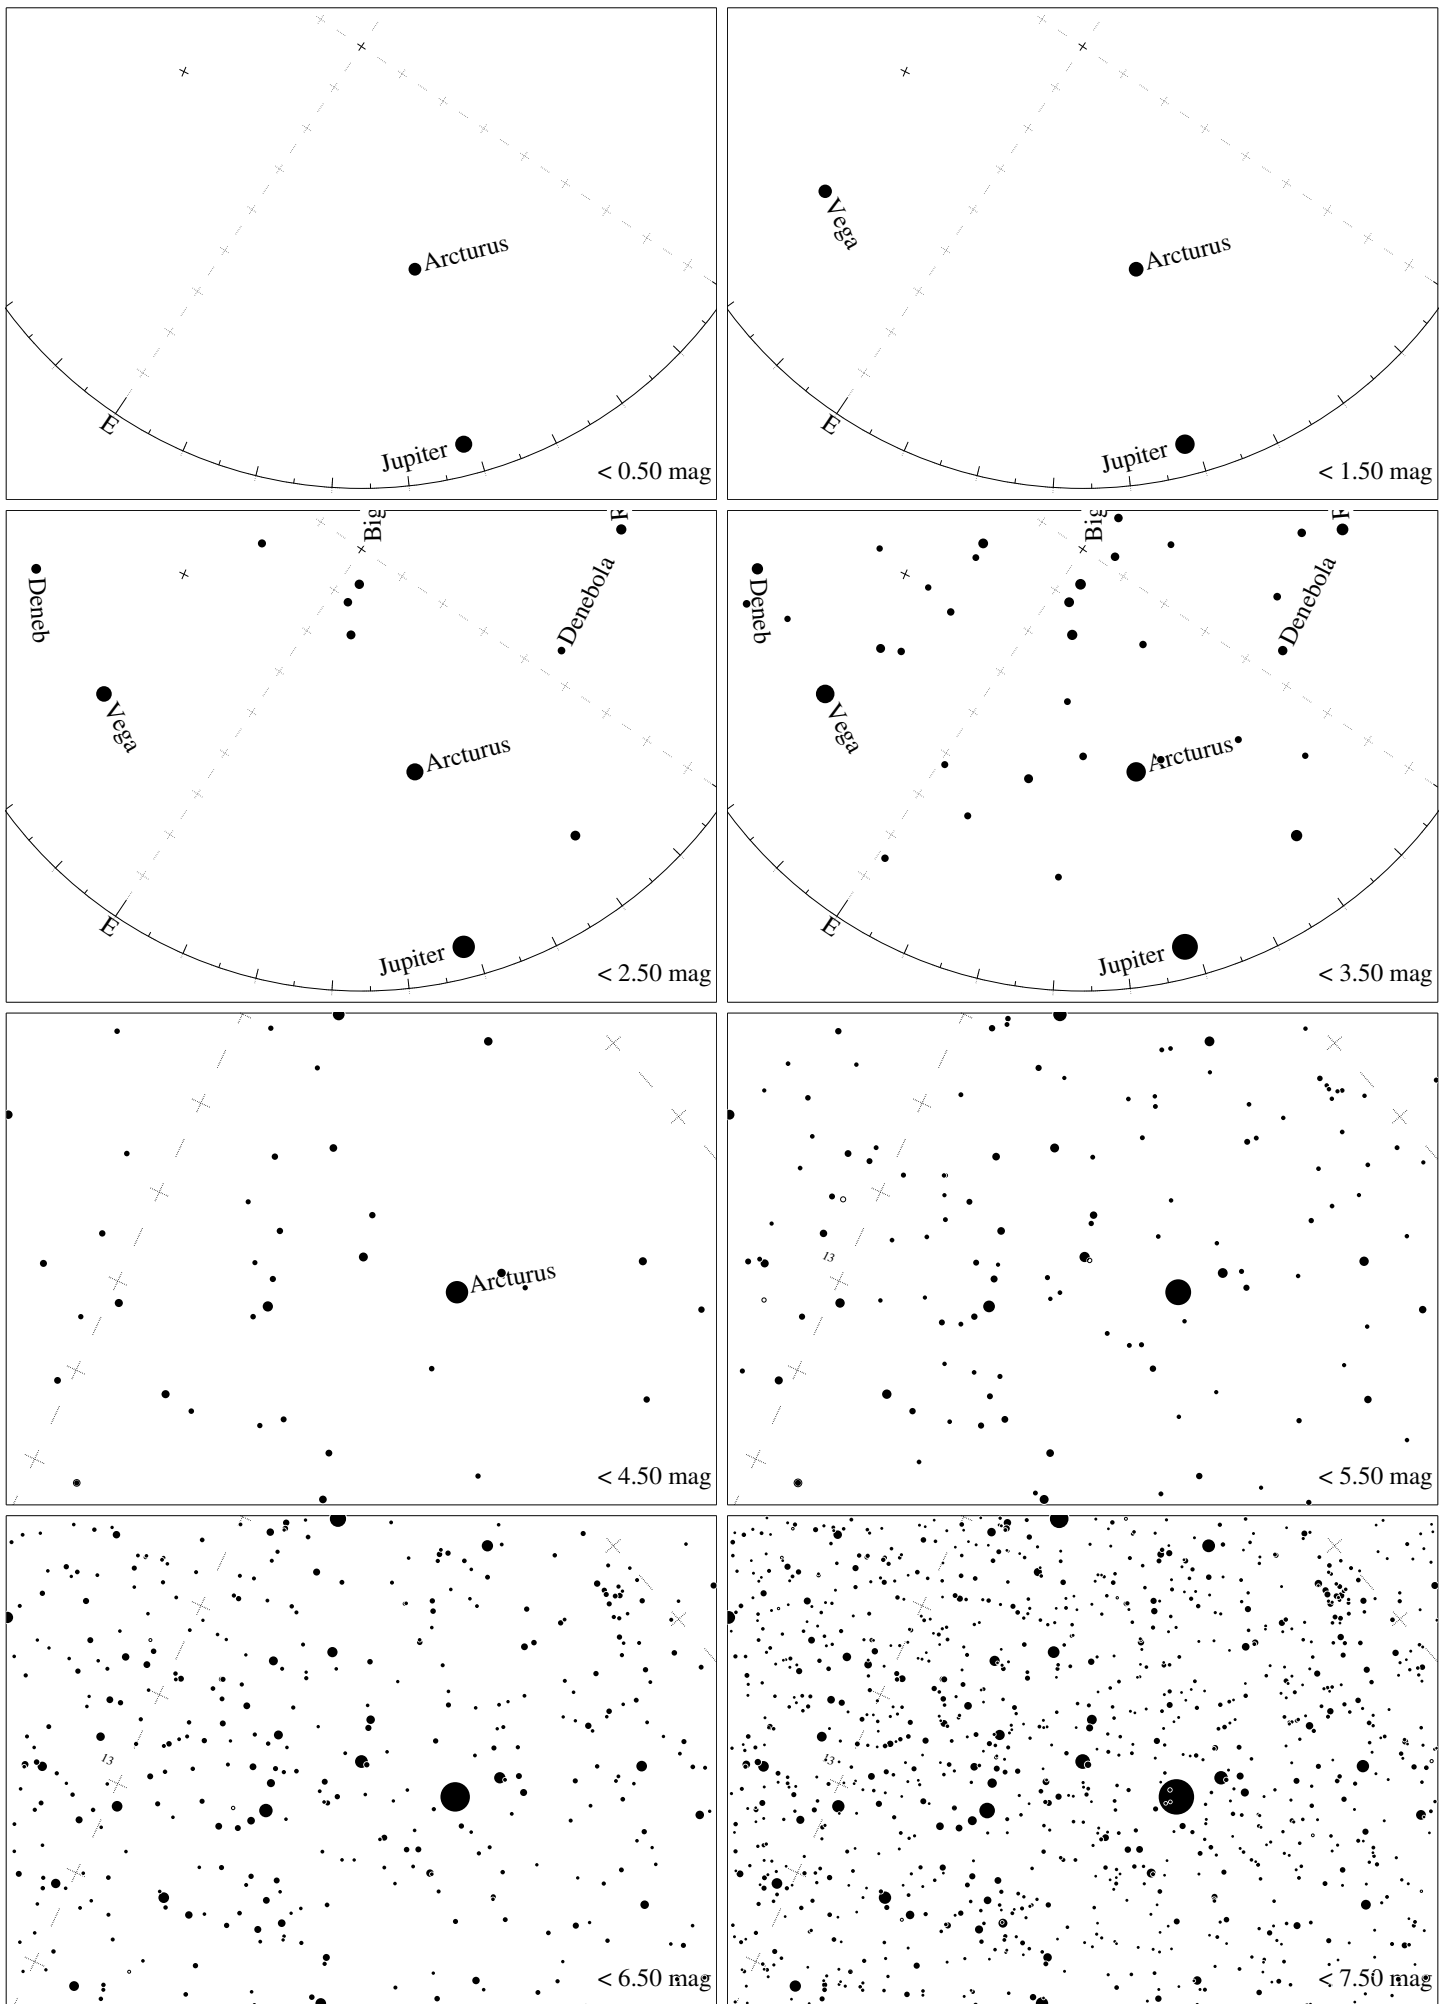 Arcturus
E
Jupiter
< 0.50 mag
Vega
Arcturus
E
Jupiter
< 1.50 mag
Big
Deneb
Denebola
Vega
Arcturus
E
Jupiter
< 2.50 mag
Big
Deneb
Denebola
Vega
Arcturus
E
Jupiter
< 3.50 mag
Arcturus
< 4.50 mag
13
< 5.50 mag
13
< 6.50 mag
13
< 7.50 mag